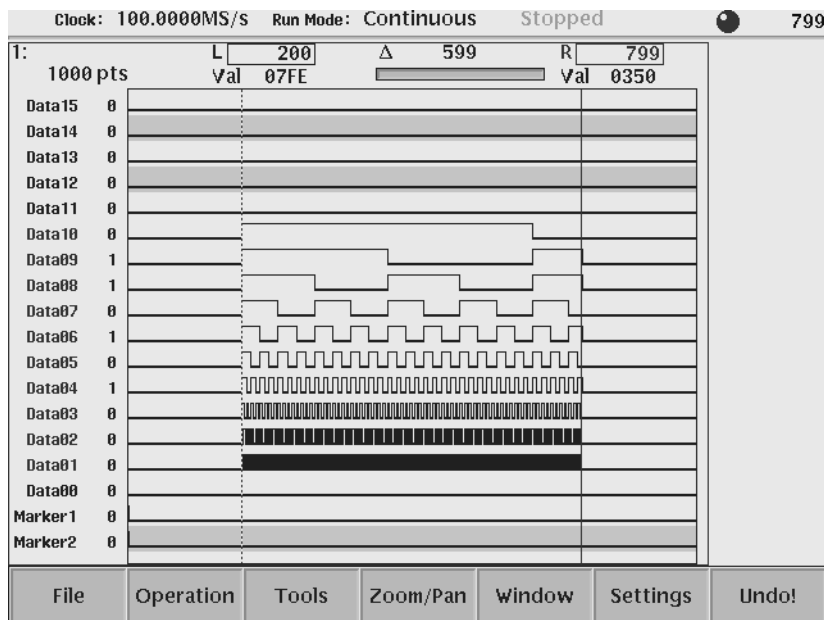 Clock: 100.0000MS/s Run Mode: Continuous Stopped 799
1: L 200 Δ 599 R 799
1000 pts Val 07FE Val 0350
Data15 0
Data14 0
Data13 0
Data12 0
Data11 0
Data10 0
Data09 1
Data08 1
Data07 0
Data06 1
Data05 0
Data04 1
Data03 0
Data02 0
Data01 0
Data00 0
Marker1 0
Marker2 0
File Operation Tools Zoom/Pan Window Settings Undo!